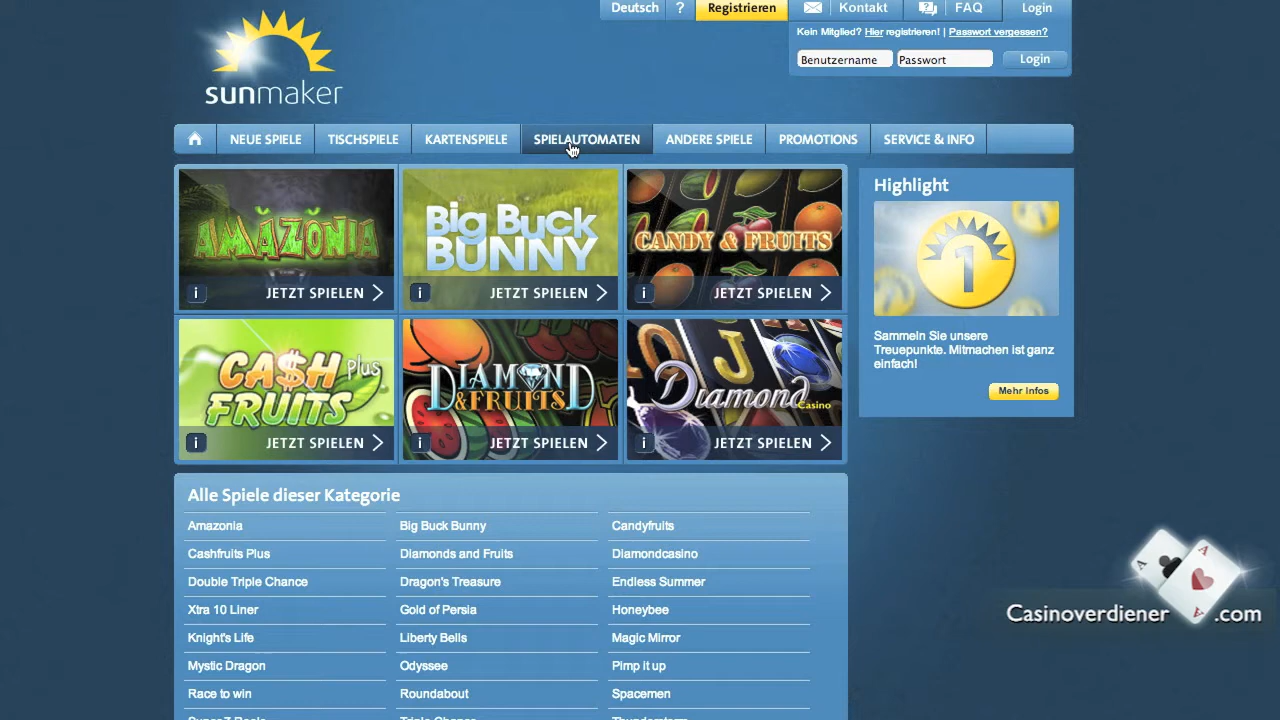 Deutsch ? Registrieren Kontakt FAQ Login
Kein Mitglied? Hier registrieren! | Passwort vergessen?
Benutzername Passwort Login
sunmaker
NEUE SPIELE TISCHSPIELE KARTENSPIELE SPIELAUTOMATEN ANDERE SPIELE PROMOTIONS SERVICE & INFO
AMAZONIA
i JETZT SPIELEN
Big Buck
BUNNY
i JETZT SPIELEN
CANDY & FRUITS
i JETZT SPIELEN
CA$H plus
FRUITS
i JETZT SPIELEN
DIAMOND
& FRUITS
i JETZT SPIELEN
J
Diamond
Casino
i JETZT SPIELEN
Highlight
1
Sammeln Sie unsere
Treuepunkte. Mitmachen ist ganz
einfach!
Mehr Infos
Alle Spiele dieser Kategorie
Amazonia Big Buck Bunny Candyfruits
Cashfruits Plus Diamonds and Fruits Diamondcasino
Double Triple Chance Dragon's Treasure Endless Summer
Xtra 10 Liner Gold of Persia Honeybee
Knight's Life Liberty Bells Magic Mirror
Mystic Dragon Odyssee Pimp it up
Race to win Roundabout Spacemen
A A A
Casinoverdiener.com